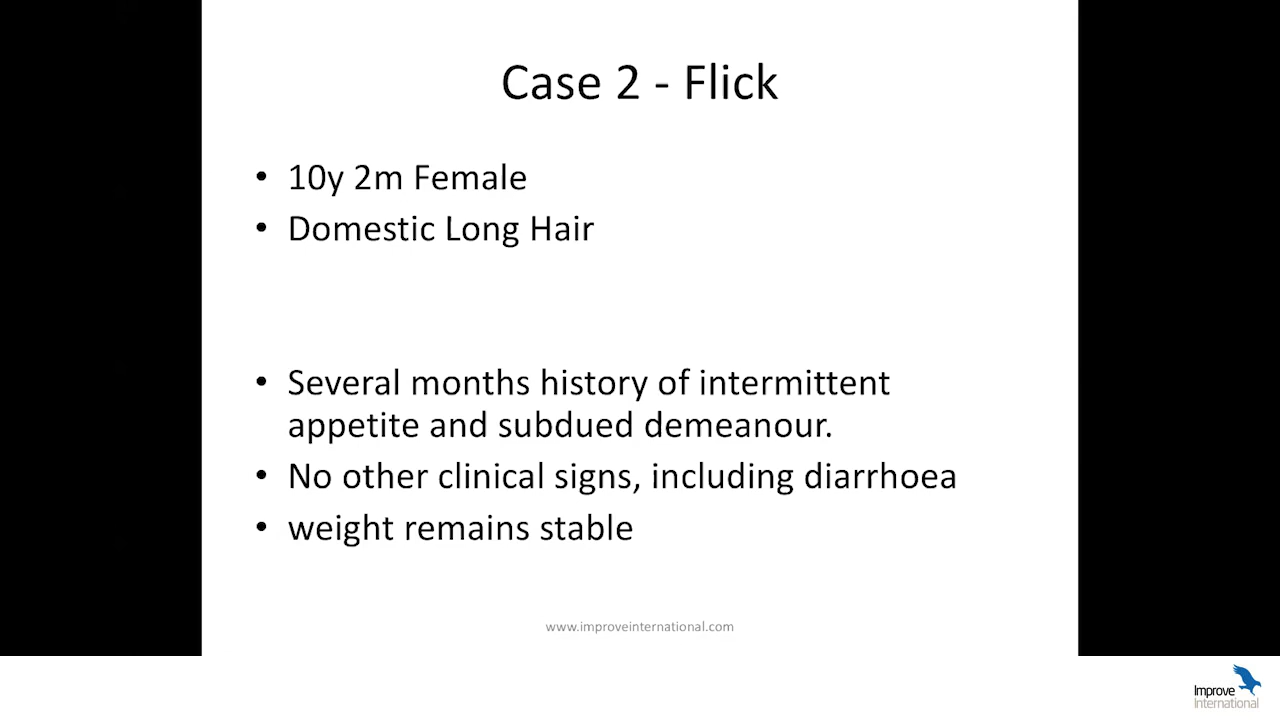 Case 2 - Flick
• 10y 2m Female
• Domestic Long Hair
• Several months history of intermittent
appetite and subdued demeanour.
• No other clinical signs, including diarrhoea
• weight remains stable
www.improveinternational.com
Improve
International